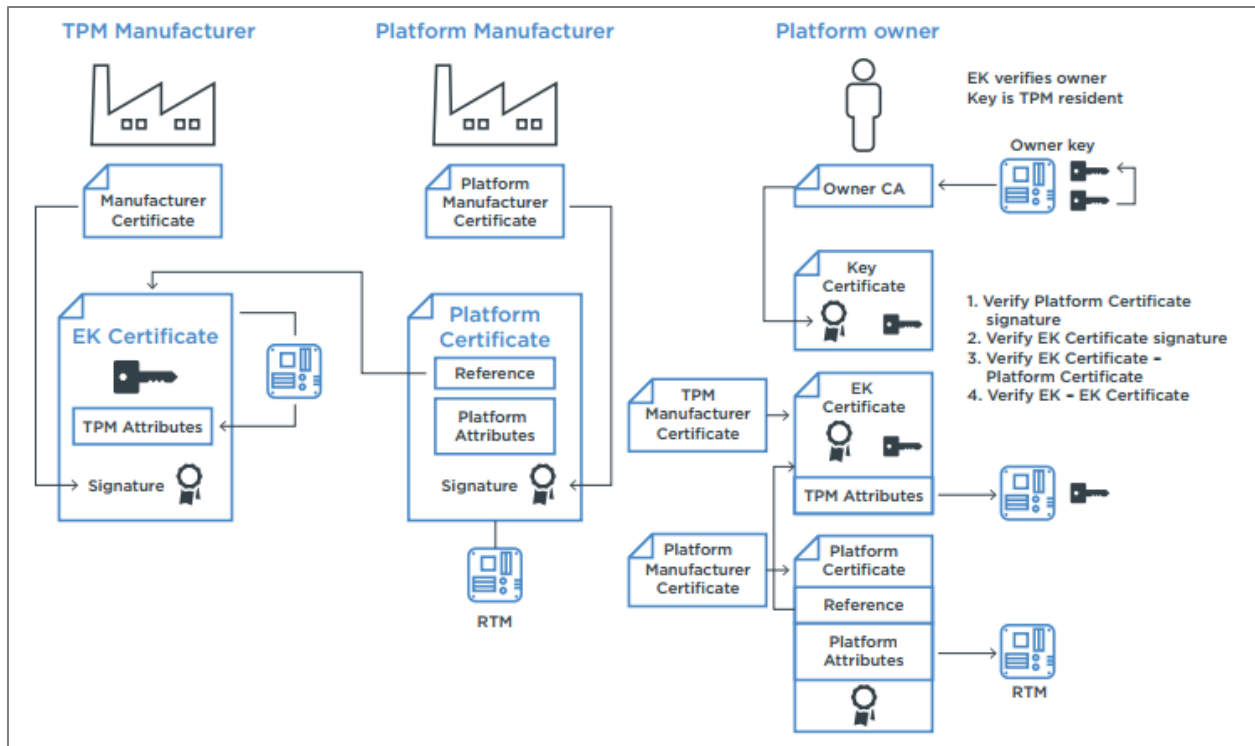 TPM Manufacturer
Manufacturer
Certificate
EK Certificate
TPM Attributes
Signature
Platform Manufacturer
Platform
Manufacturer
Certificate
Platform
Certificate
Reference
Platform
Attributes
Signature
RTM
Platform owner
EK verifies owner
Key is TPM resident
Owner key
Owner CA
Key
Certificate
1. Verify Platform Certificate
signature
2. Verify EK Certificate signature
3. Verify EK Certificate –
Platform Certificate
4. Verify EK – EK Certificate
TPM
Manufacturer
Certificate
EK
Certificate
TPM Attributes
Platform
Manufacturer
Certificate
Platform
Certificate
Reference
Platform
Attributes
RTM